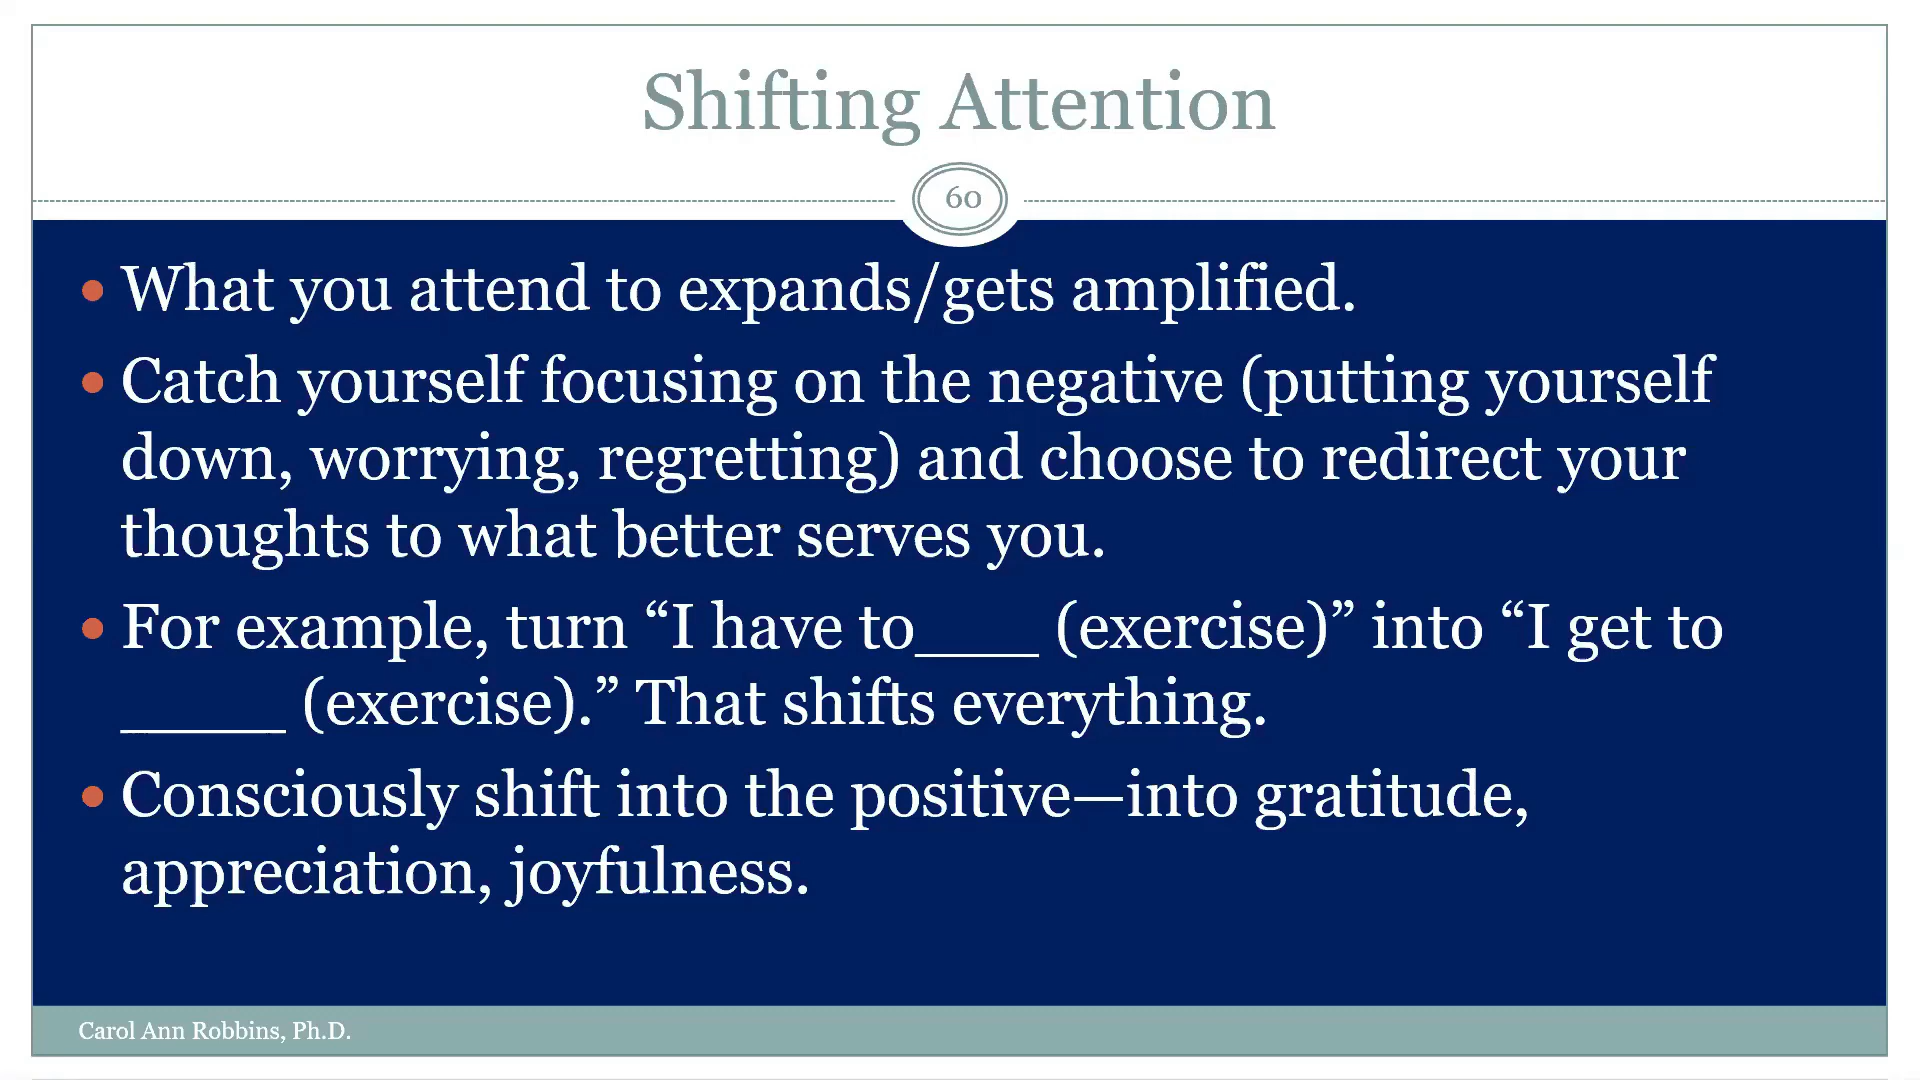 Shifting Attention
60
• What you attend to expands/gets amplified.
• Catch yourself focusing on the negative (putting yourself
down, worrying, regretting) and choose to redirect your
thoughts to what better serves you.
• For example, turn “I have to___ (exercise)” into “I get to
____ (exercise).” That shifts everything.
• Consciously shift into the positive—into gratitude,
appreciation, joyfulness.
Carol Ann Robbins, Ph.D.